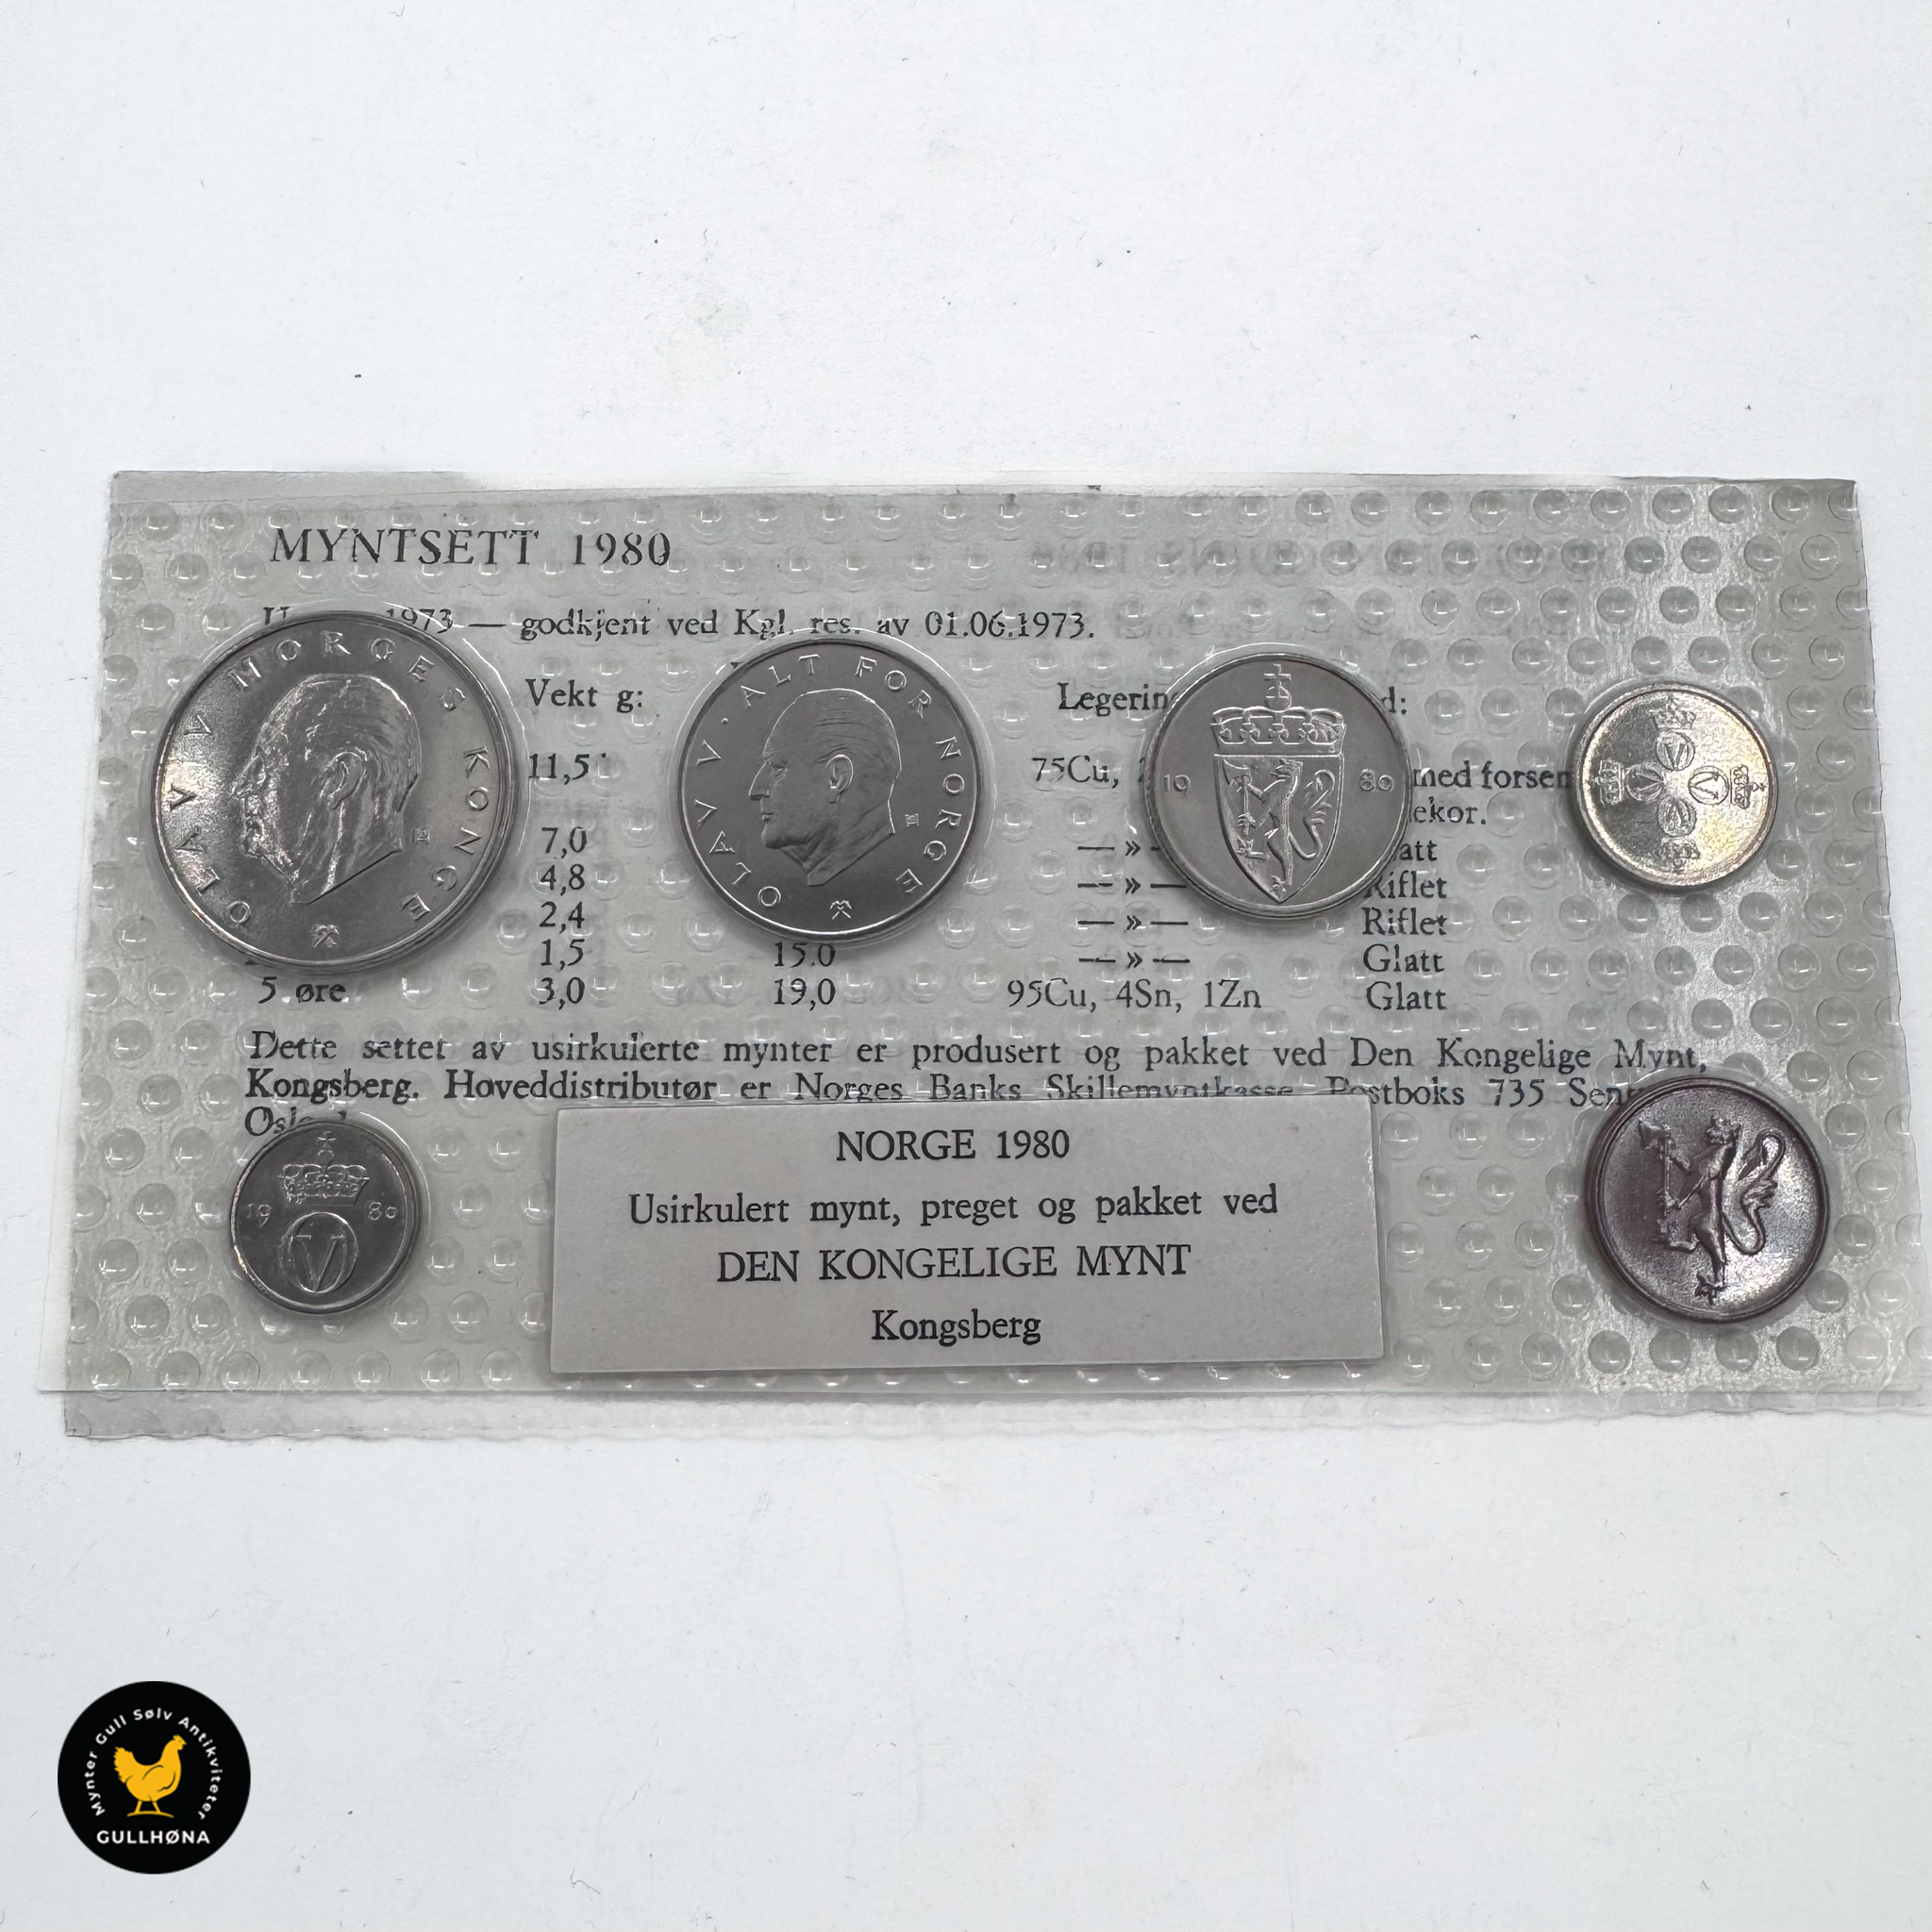 MYNTSETT 1980
1973 — godkjent ved Kgl. res. av 01.06.1973.
Vekt g: Legering d:
11,5 75Cu, med forsen
ekor.
7,0 — » - att
4,8 — » — Riflet
2,4 — » — Riflet
1,5 15.0 — » — Glatt
5 øre 3,0 19,0 95Cu, 4Sn, 1Zn Glatt
Dette settet av usirkulerte mynter er produsert og pakket ved Den Kongelige Mynt,
Kongsberg. Hoveddistributør er Norges Banks Skillemyntkasse, Postboks 735 Sen
OLAV V NORGES KONGE
OLAV V · ALT FOR NORGE
19 80
19 80
V
NORGE 1980
Usirkulert mynt, preget og pakket ved
DEN KONGELIGE MYNT
Kongsberg
Mynter Gull Sølv Antikviteter
GULLHØNA